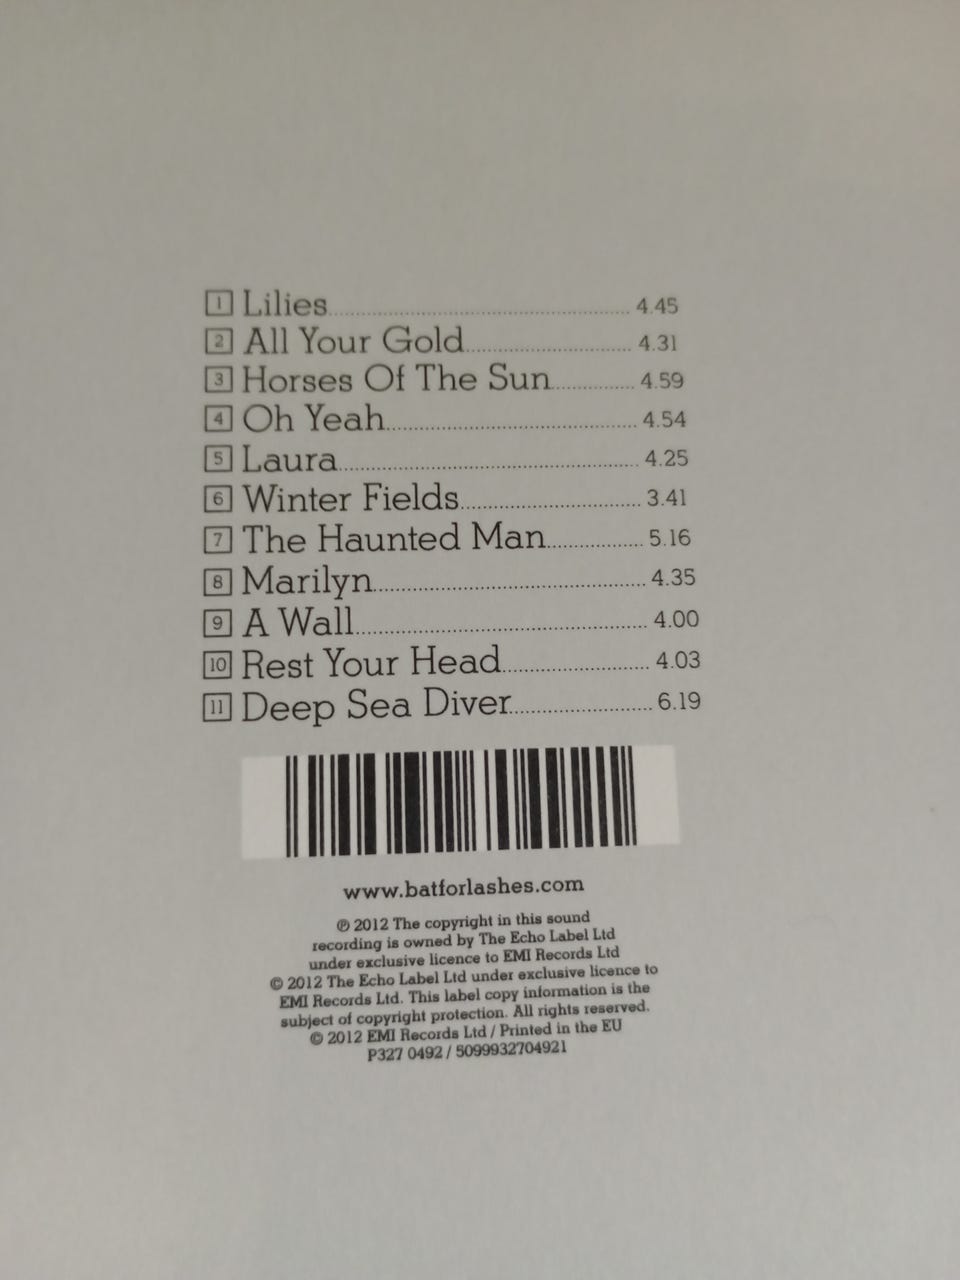 1 Lilies 4.45
2 All Your Gold 4.31
3 Horses Of The Sun 4.59
4 Oh Yeah 4.54
5 Laura 4.25
6 Winter Fields 3.41
7 The Haunted Man 5.16
8 Marilyn 4.35
9 A Wall 4.00
10 Rest Your Head 4.03
11 Deep Sea Diver 6.19
www.batforlashes.com
℗ 2012 The copyright in this sound
recording is owned by The Echo Label Ltd
under exclusive licence to EMI Records Ltd
© 2012 The Echo Label Ltd under exclusive licence to
EMI Records Ltd. This label copy information is the
subject of copyright protection. All rights reserved.
© 2012 EMI Records Ltd / Printed in the EU
P327 0492 / 5099932704921